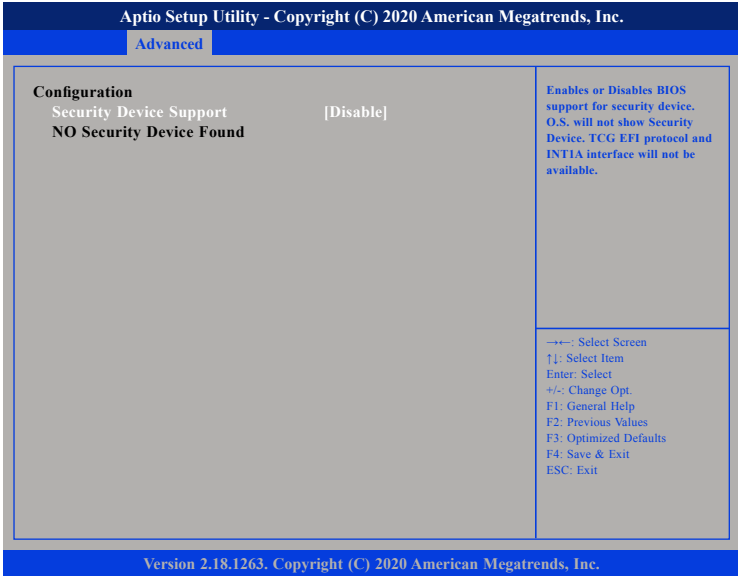 Aptio Setup Utility - Copyright (C) 2020 American Megatrends, Inc.
Advanced
Configuration
Security Device Support [Disable]
NO Security Device Found
Enables or Disables BIOS
support for security device.
O.S. will not show Security
Device. TCG EFI protocol and
INT1A interface will not be
available.
→←: Select Screen
↑↓: Select Item
Enter: Select
+/-: Change Opt.
F1: General Help
F2: Previous Values
F3: Optimized Defaults
F4: Save & Exit
ESC: Exit
Version 2.18.1263. Copyright (C) 2020 American Megatrends, Inc.